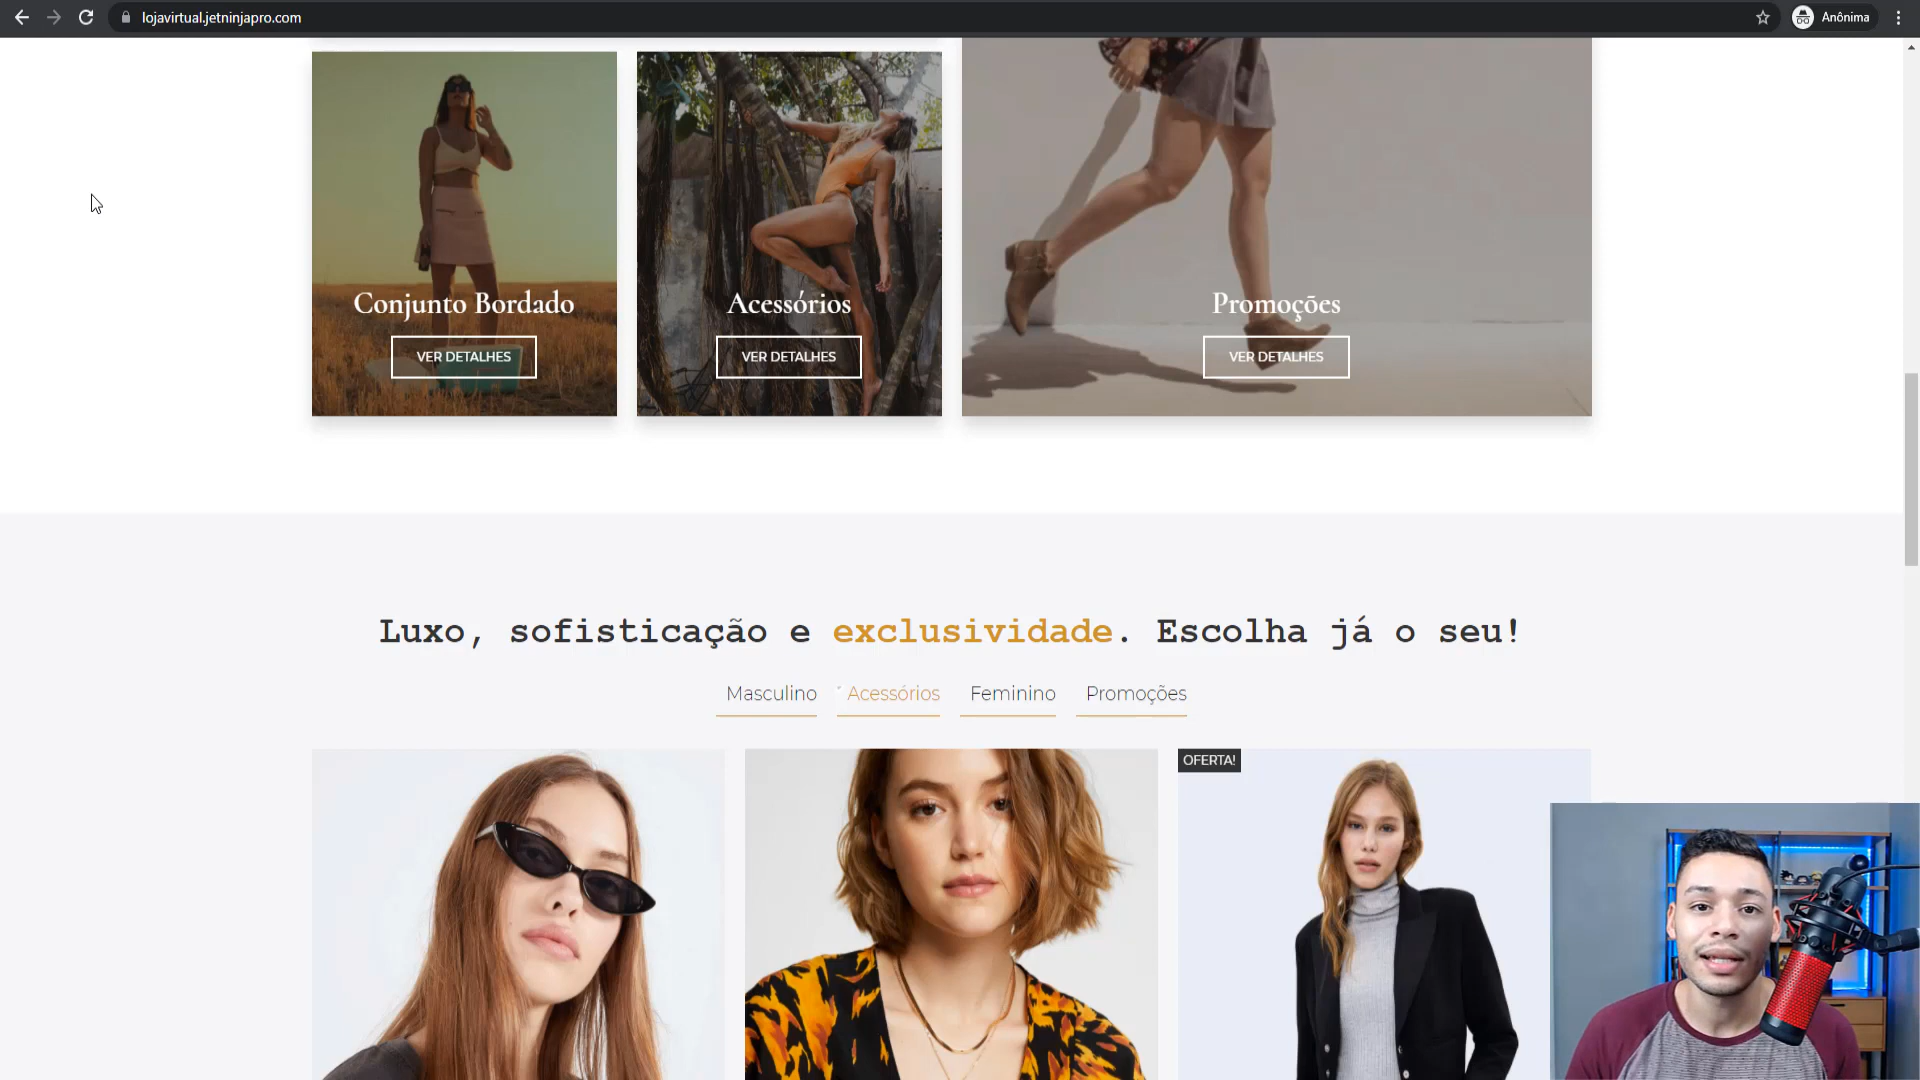 lojavirtual.jetninjapro.com
Anônima
Conjunto Bordado
VER DETALHES
Acessórios
VER DETALHES
Promoções
VER DETALHES
Luxo, sofisticação e exclusividade. Escolha já o seu!
Masculino Acessórios Feminino Promoções
OFERTA!